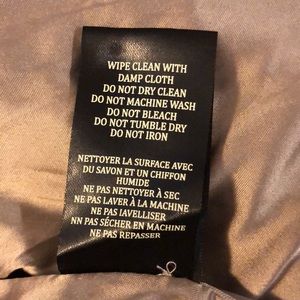 WIPE CLEAN WITH
DAMP CLOTH
DO NOT DRY CLEAN
DO NOT MACHINE WASH
DO NOT BLEACH
DO NOT TUMBLE DRY
DO NOT IRON
NETTOYER LA SURFACE AVEC
DU SAVON ET UN CHIFFON
HUMIDE
NE PAS NETTOYER À SEC
NE PAS LAVER À LA MACHINE
NE PAS JAVELLISER
NN PAS SÉCHER EN MACHINE
NE PAS REPASSER